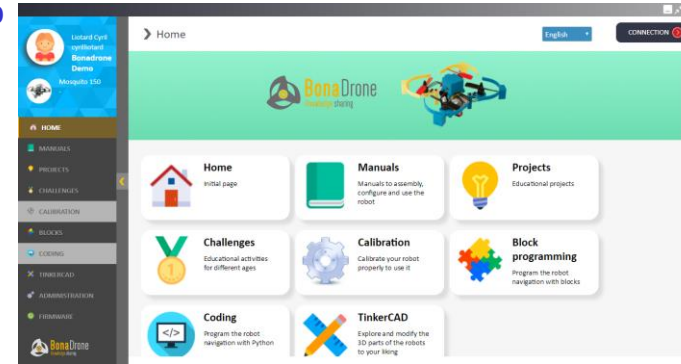 Liotard Cyril
cyrilliotard
Bonadrone
Demo
Mosquito 150
HOME
MANUALS
PROJECTS
CHALLENGES
CALIBRATION
BLOCKS
CODING
TINKERCAD
ADMINISTRATION
FIRMWARE
BonaDrone
Home
English
CONNECTION
BonaDrone
knowledge sharing
Home
Initial page
Manuals
Manuals to assembly,
configure and use the
robot
Projects
Educational projects
Challenges
Educational activities
for different ages
1
Calibration
Calibrate your robot
properly to use it
Block
programming
Program the robot
navigation with blocks
</>
Coding
Program the robot
navigation with Python
TinkerCAD
Explore and modify the
3D parts of the robots
to your liking